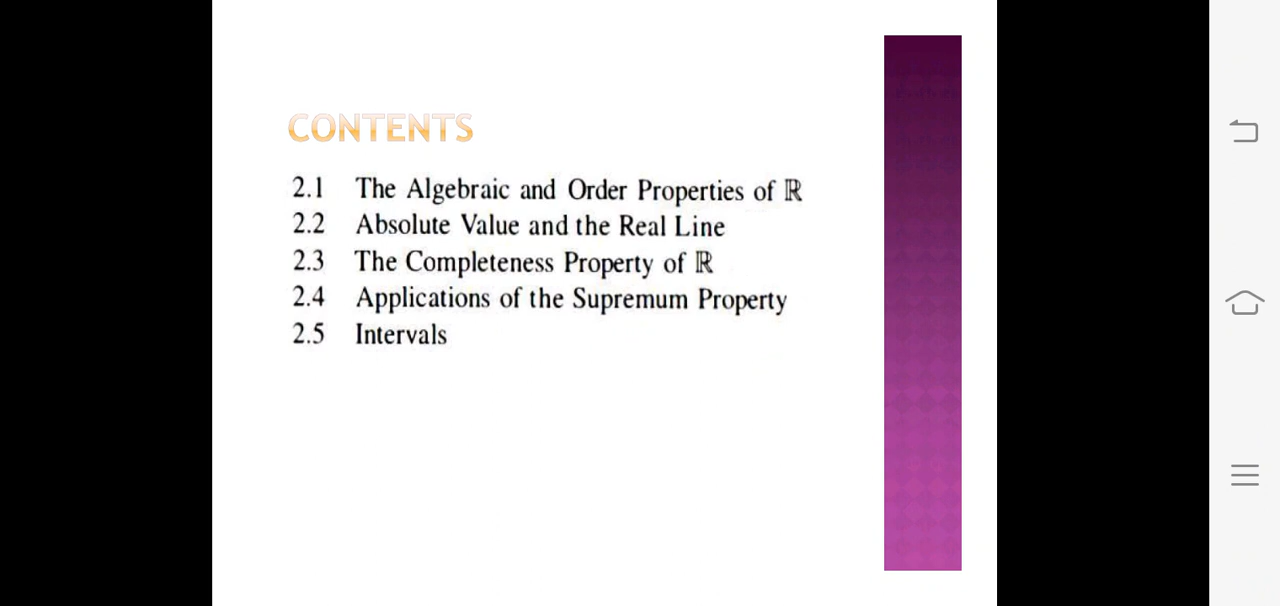 CONTENTS
2.1 The Algebraic and Order Properties of ℝ
2.2 Absolute Value and the Real Line
2.3 The Completeness Property of ℝ
2.4 Applications of the Supremum Property
2.5 Intervals